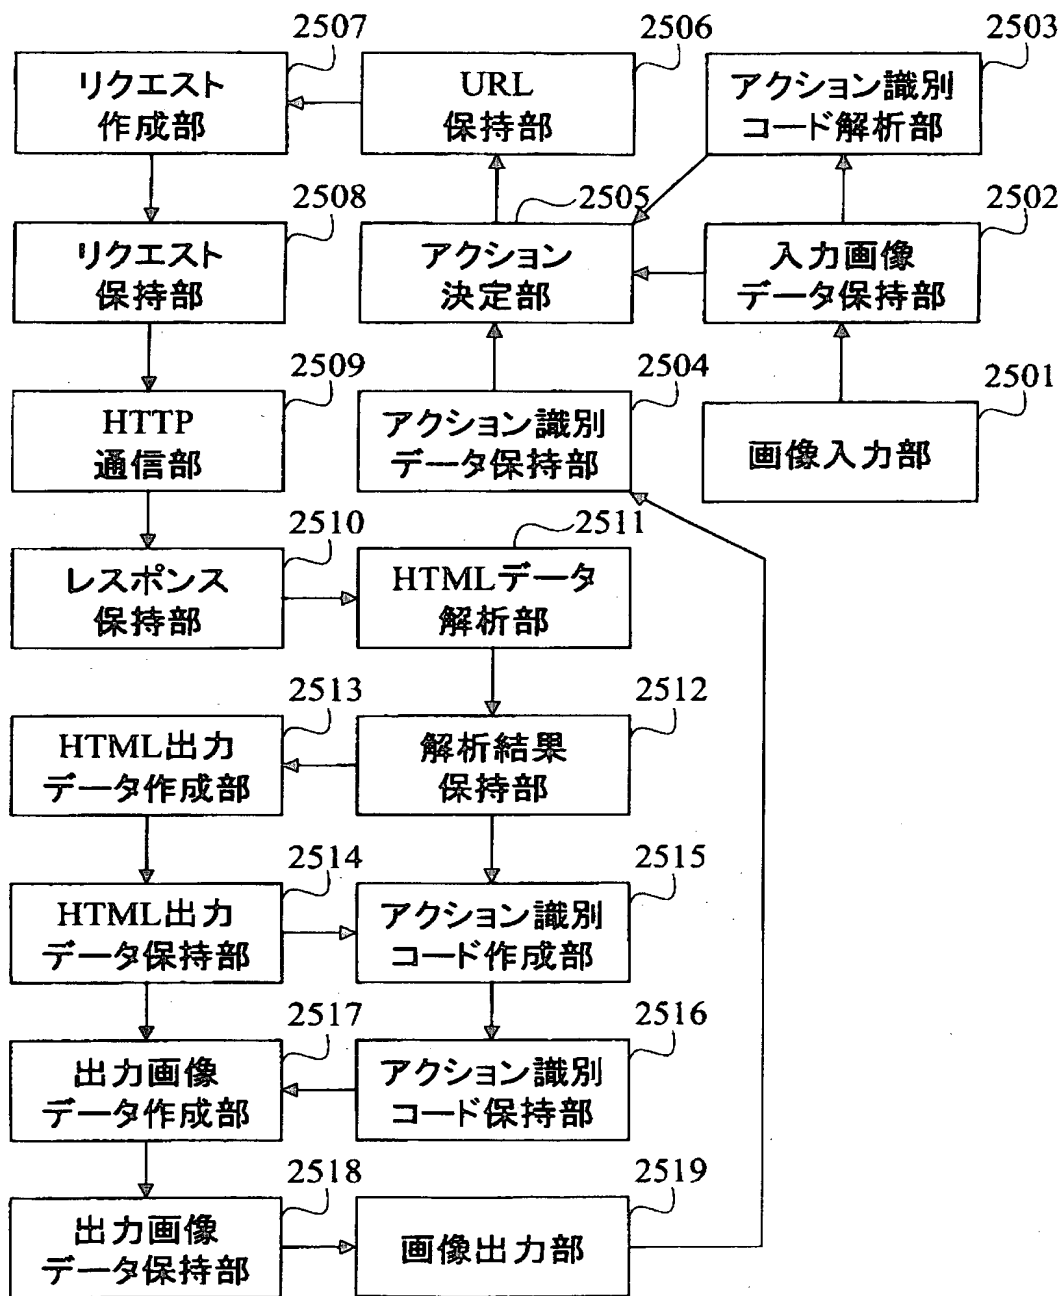 2507
リクエスト
作成部
2506
URL
保持部
2503
アクション識別
コード解析部
2508
リクエスト
保持部
2505
アクション
決定部
2502
入力画像
データ保持部
2509
HTTP
通信部
2504
アクション識別
データ保持部
2501
画像入力部
2510
レスポンス
保持部
2511
HTMLデータ
解析部
2513
HTML出力
データ作成部
2512
解析結果
保持部
2514
HTML出力
データ保持部
2515
アクション識別
コード作成部
2517
出力画像
データ作成部
2516
アクション識別
コード保持部
2518
出力画像
データ保持部
2519
画像出力部